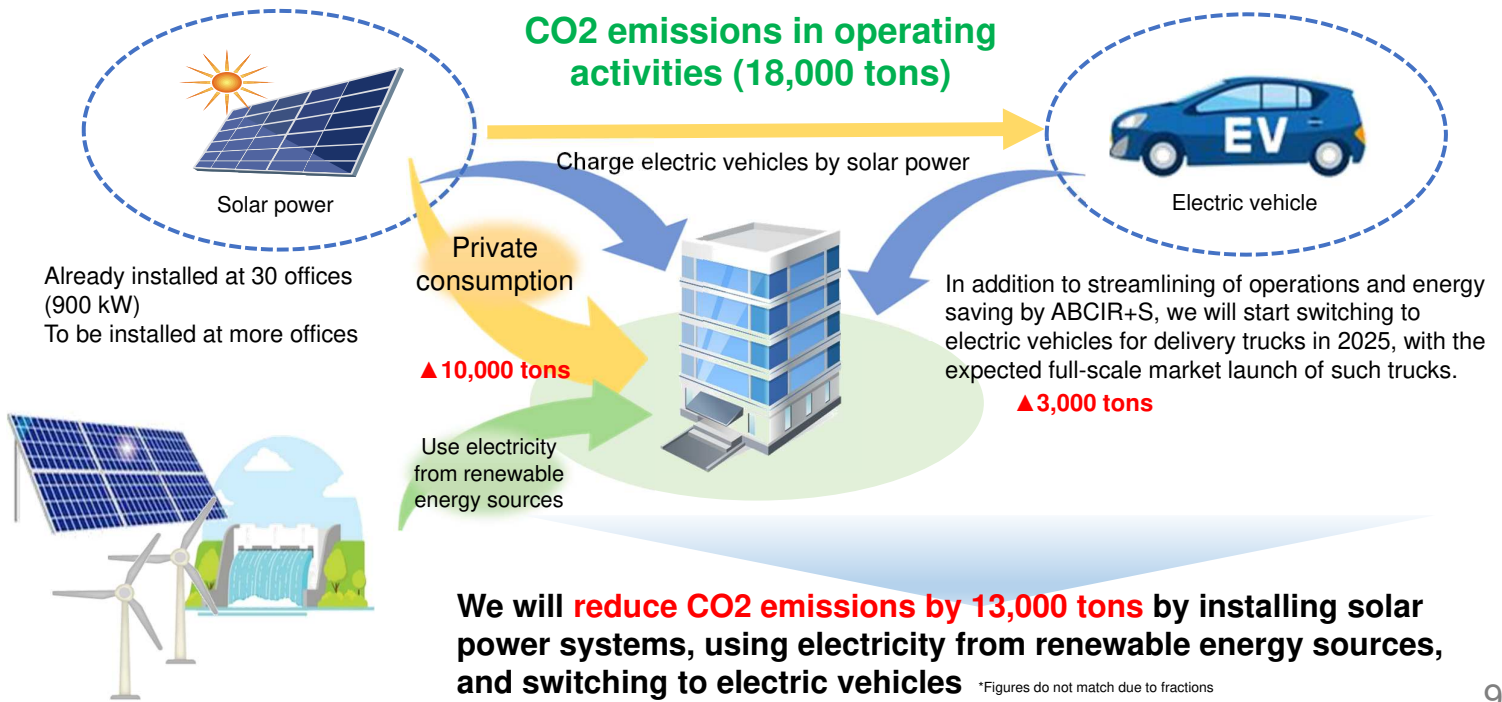 CO2 emissions in operating
activities (18,000 tons)
Charge electric vehicles by solar power
Solar power
EV
Electric vehicle
Private
consumption
Already installed at 30 offices
(900 kW)
To be installed at more offices
▲10,000 tons
In addition to streamlining of operations and energy
saving by ABCIR+S, we will start switching to
electric vehicles for delivery trucks in 2025, with the
expected full-scale market launch of such trucks.
▲3,000 tons
Use electricity
from renewable
energy sources
We will reduce CO2 emissions by 13,000 tons by installing solar
power systems, using electricity from renewable energy sources,
and switching to electric vehicles *Figures do not match due to fractions
9